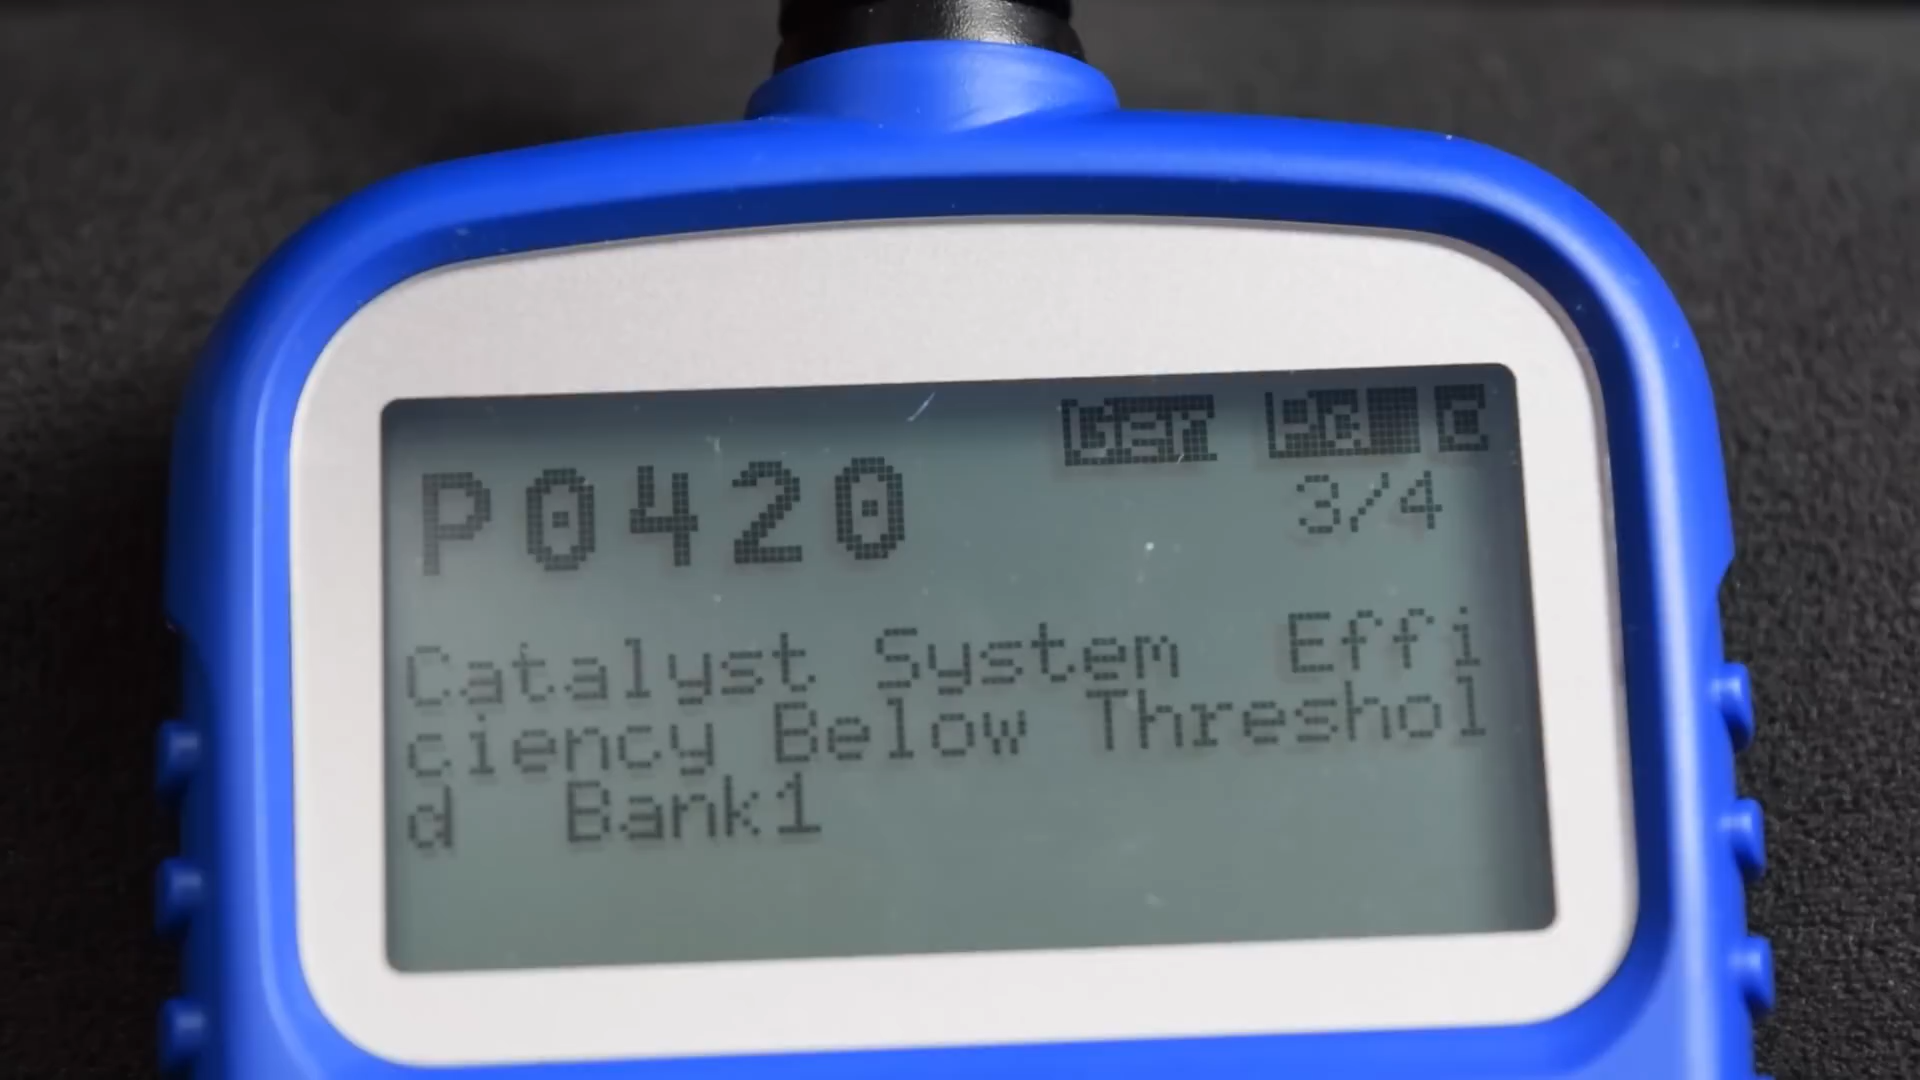 P0420
3/4
Catalyst System Effi
ciency Below Threshol
d Bank1